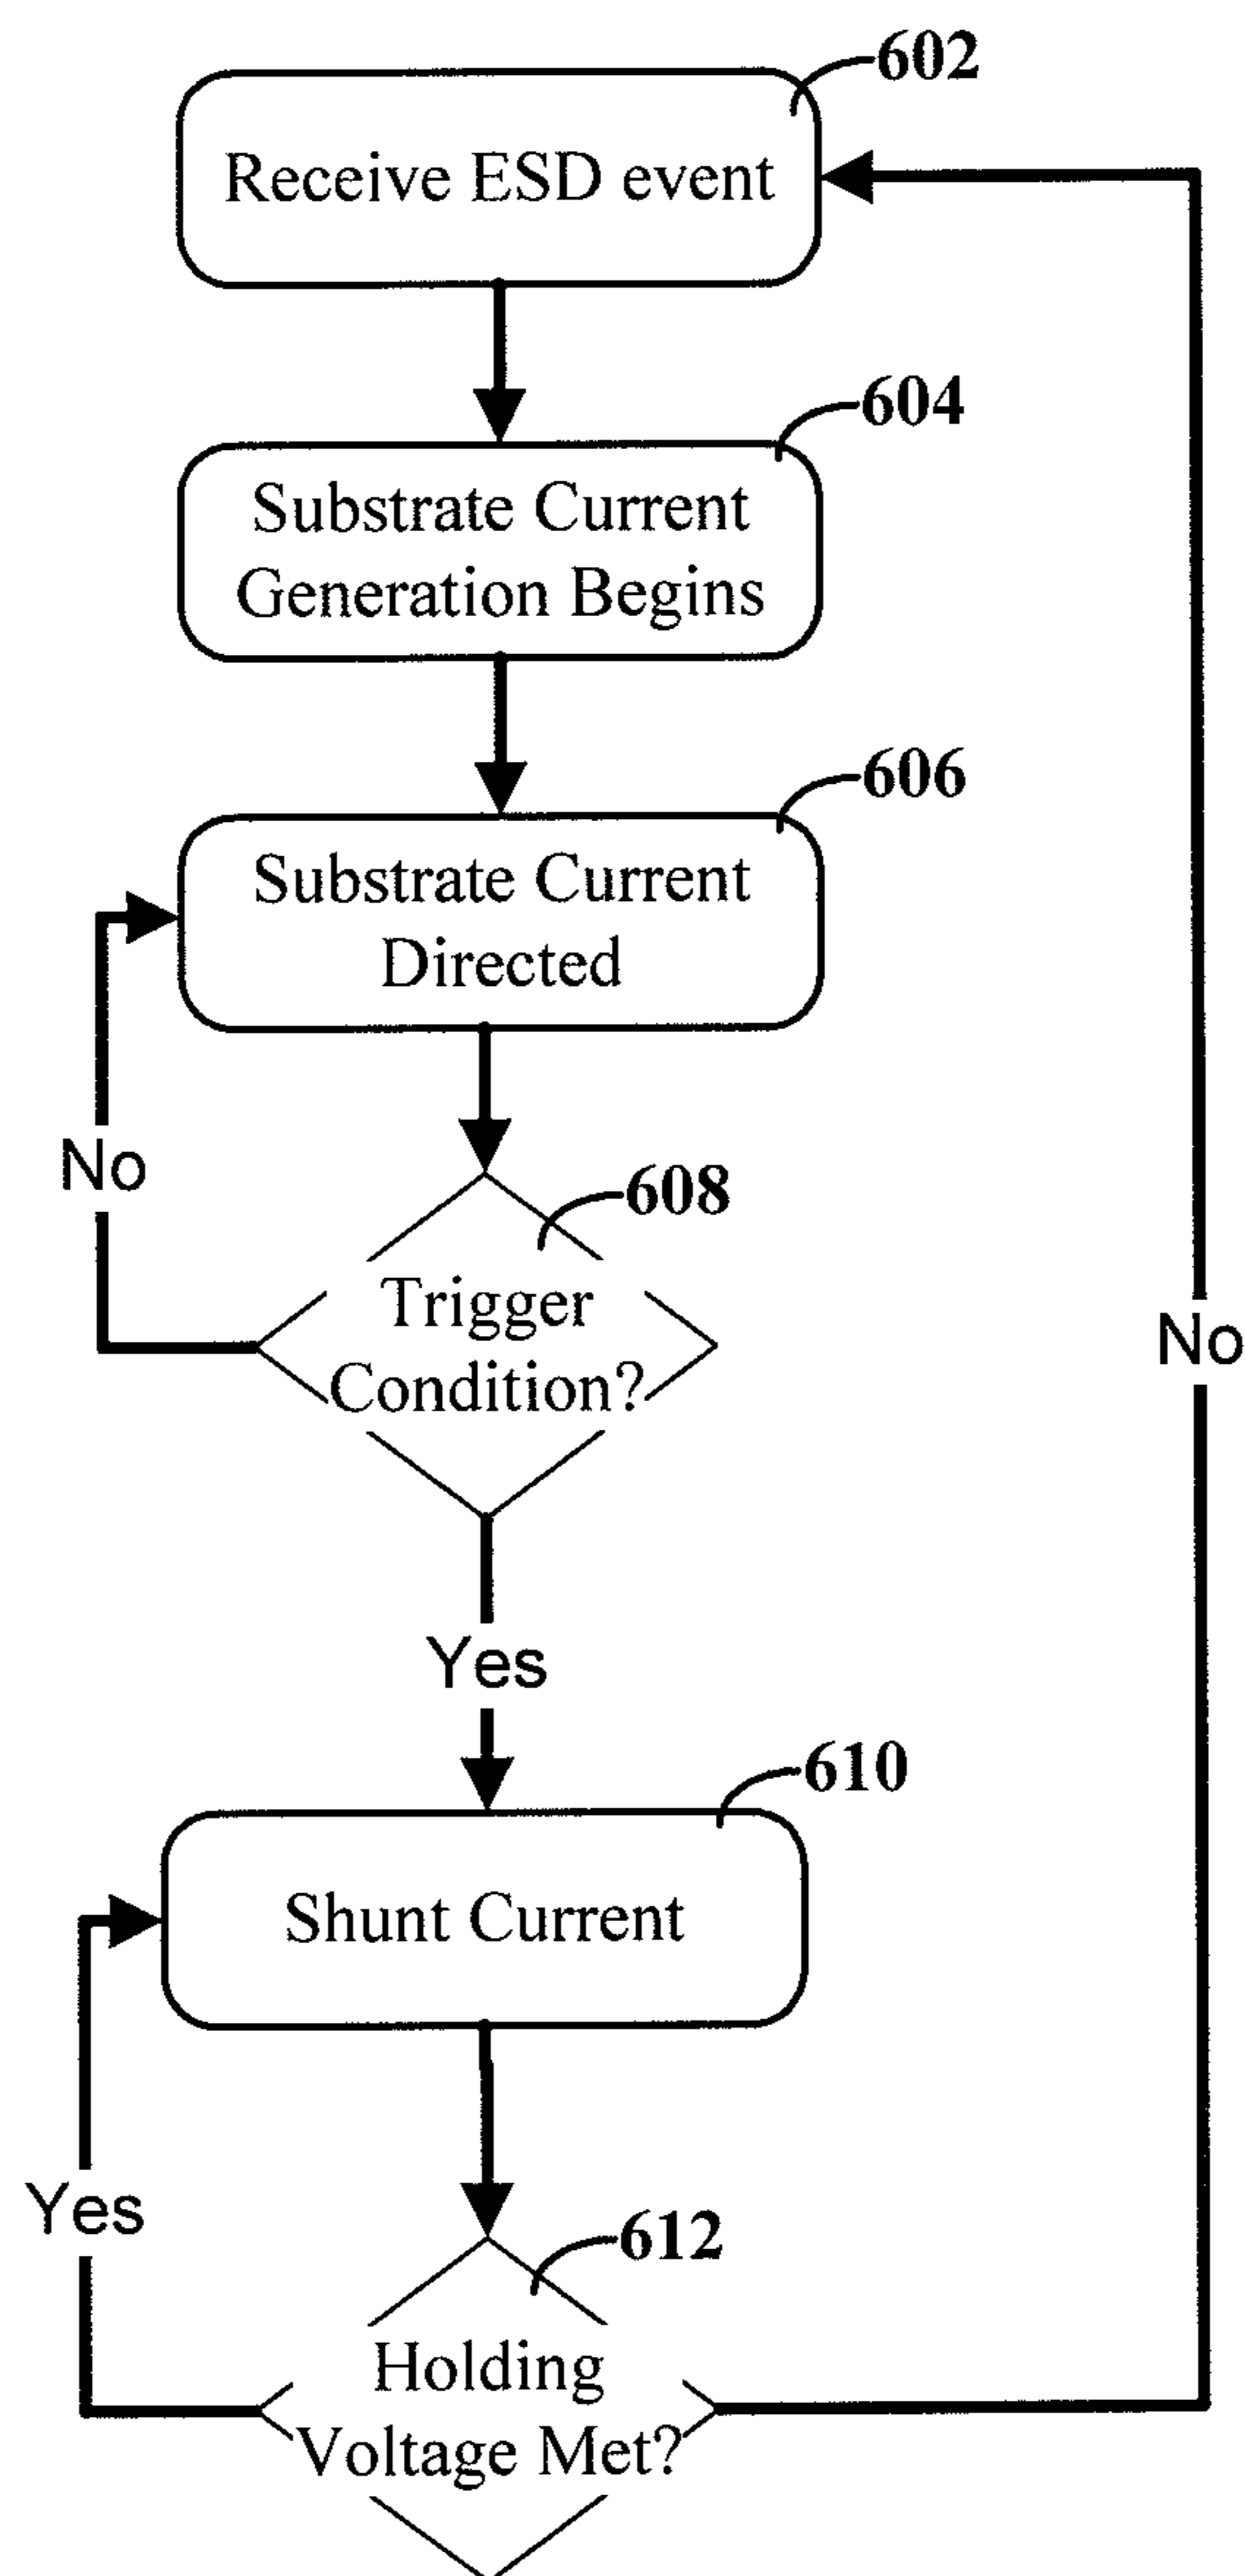 602
Receive ESD event
604
Substrate Current
Generation Begins
606
Substrate Current
Directed
No
608
Trigger
Condition?
No
Yes
610
Shunt Current
Yes
612
Holding
Voltage Met?